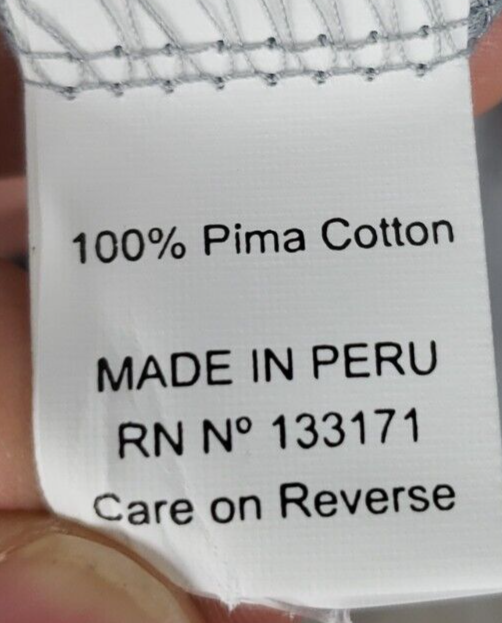 100% Pima Cotton
MADE IN PERU
RN Nº 133171
Care on Reverse